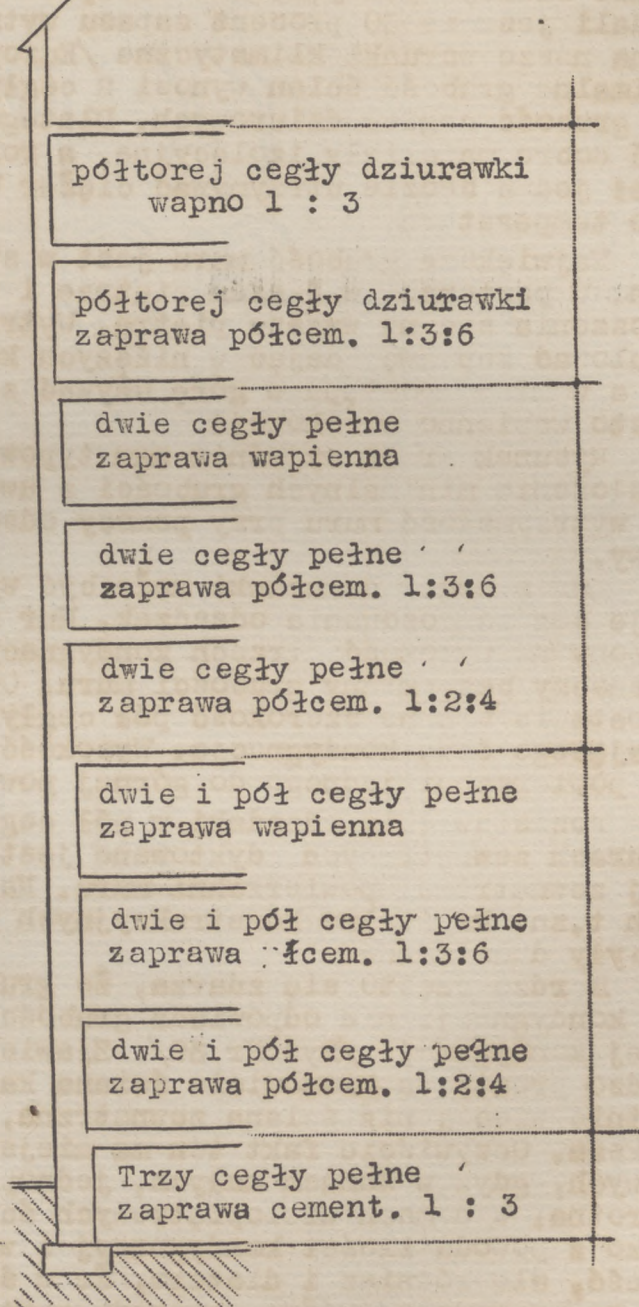 półtorej cegły dziurawki
wapno 1 : 3
półtorej cegły dziurawki
zaprawa półcem. 1:3:6
dwie cegły pełne
zaprawa wapienna
dwie cegły pełne
zaprawa półcem. 1:3:6
dwie cegły pełne
zaprawa półcem. 1:2:4
dwie i pół cegły pełne
zaprawa wapienna
dwie i pół cegły pełne
zaprawa 1:3:6
dwie i pół cegły pełne
zaprawa półcem. 1:2:4
Trzy cegły pełne
zaprawa cement. 1 : 3